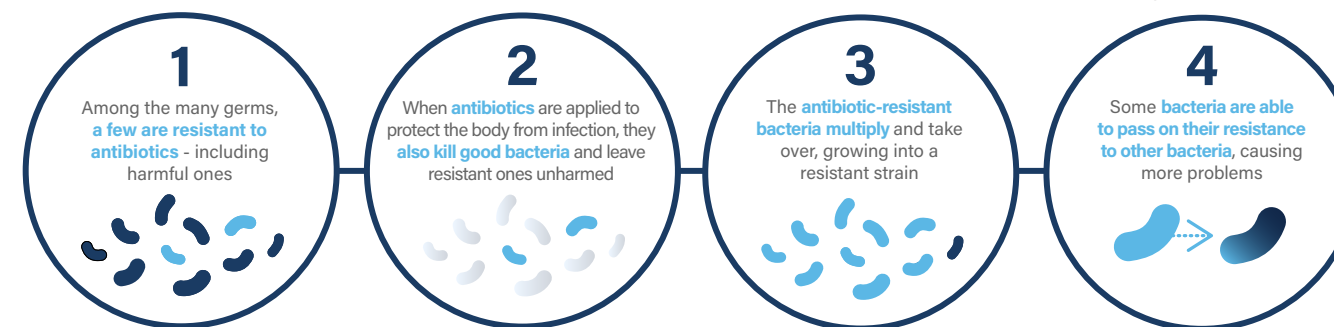 1
Among the many germs,
a few are resistant to
antibiotics - including
harmful ones
2
When antibiotics are applied to
protect the body from infection, they
also kill good bacteria and leave
resistant ones unharmed
3
The antibiotic-resistant
bacteria multiply and take
over, growing into a
resistant strain
4
Some bacteria are able
to pass on their resistance
to other bacteria, causing
more problems